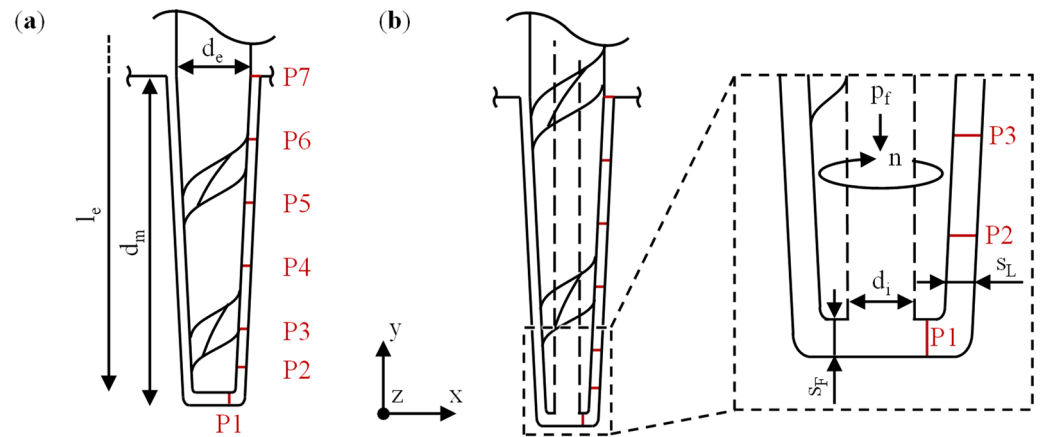 (a)
d_e
P7
P6
P5
P4
P3
P2
P1
l_e
d_m
(b)
y
z
x
p_f
n
P3
P2
s_L
d_i
P1
s_F